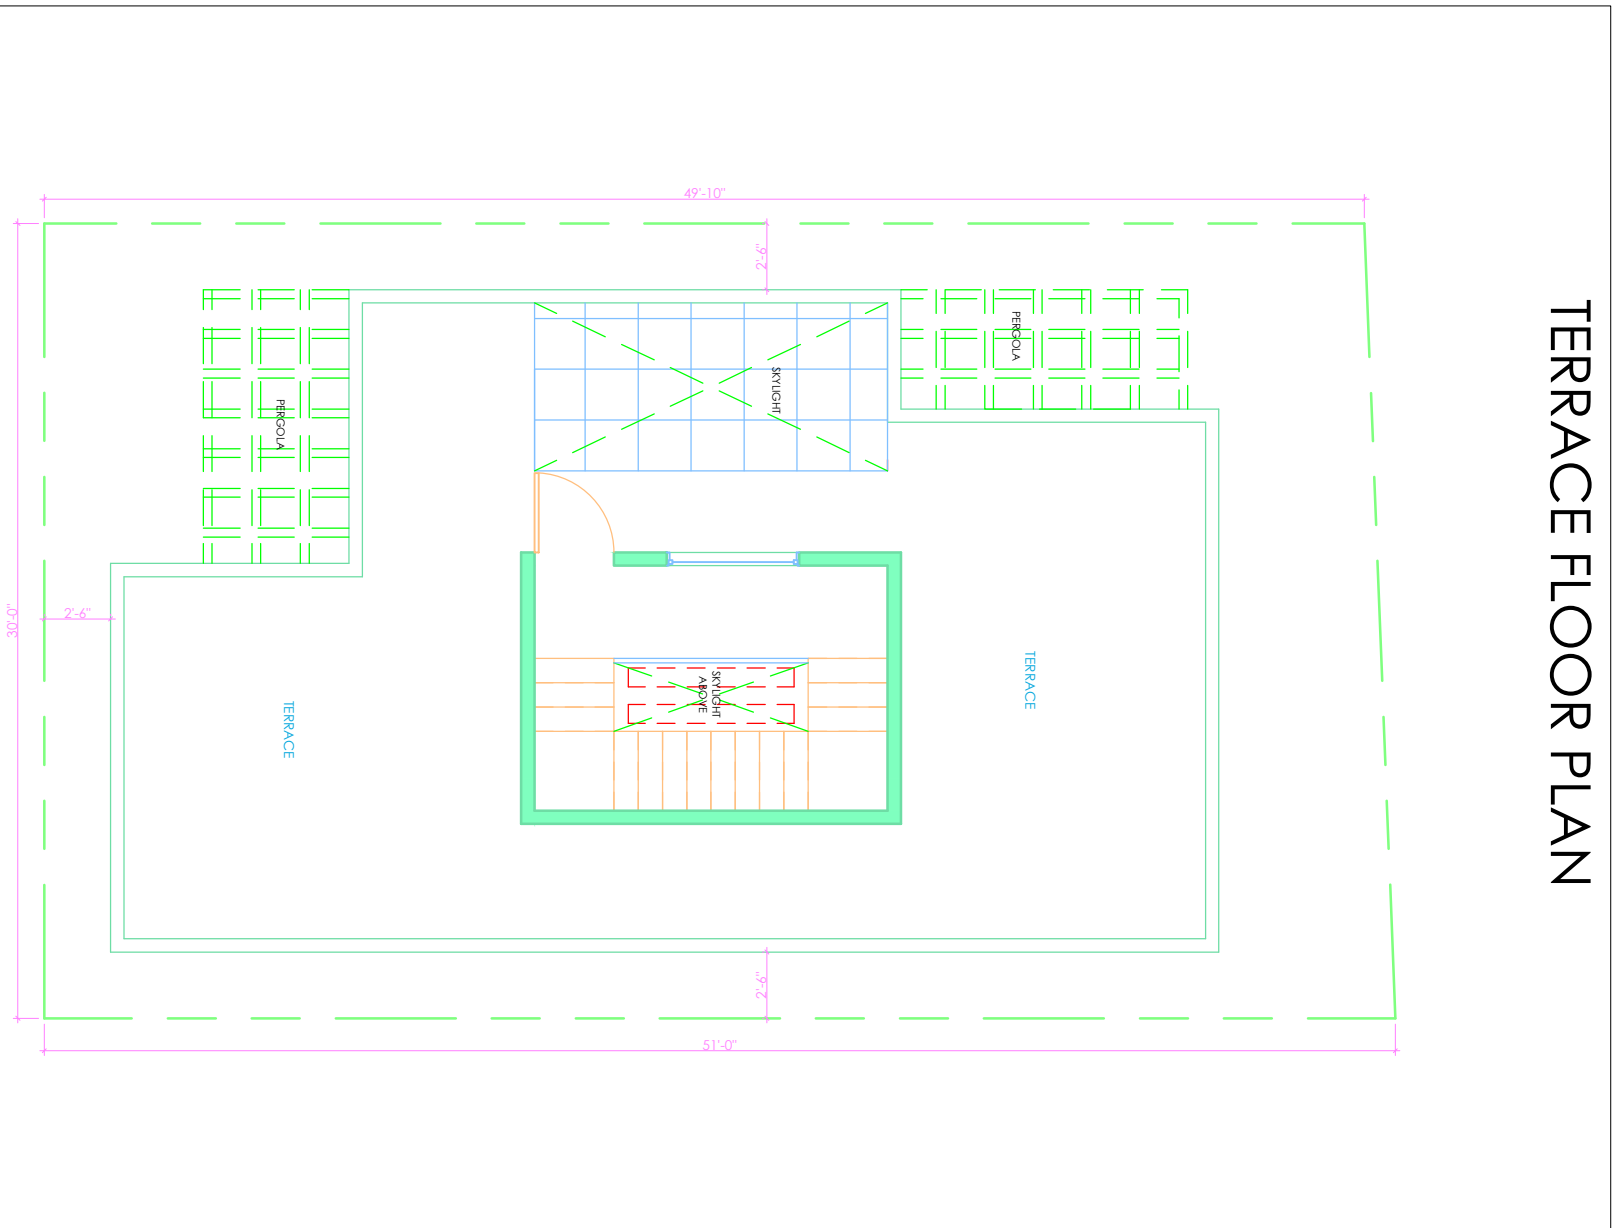 TERRACE FLOOR PLAN
49'-10"
2'-6"
PERGOLA
SKYLIGHT
PERGOLA
30'-0"
2'-6"
TERRACE
SKYLIGHT
ABOVE
TERRACE
2'-6"
51'-0"